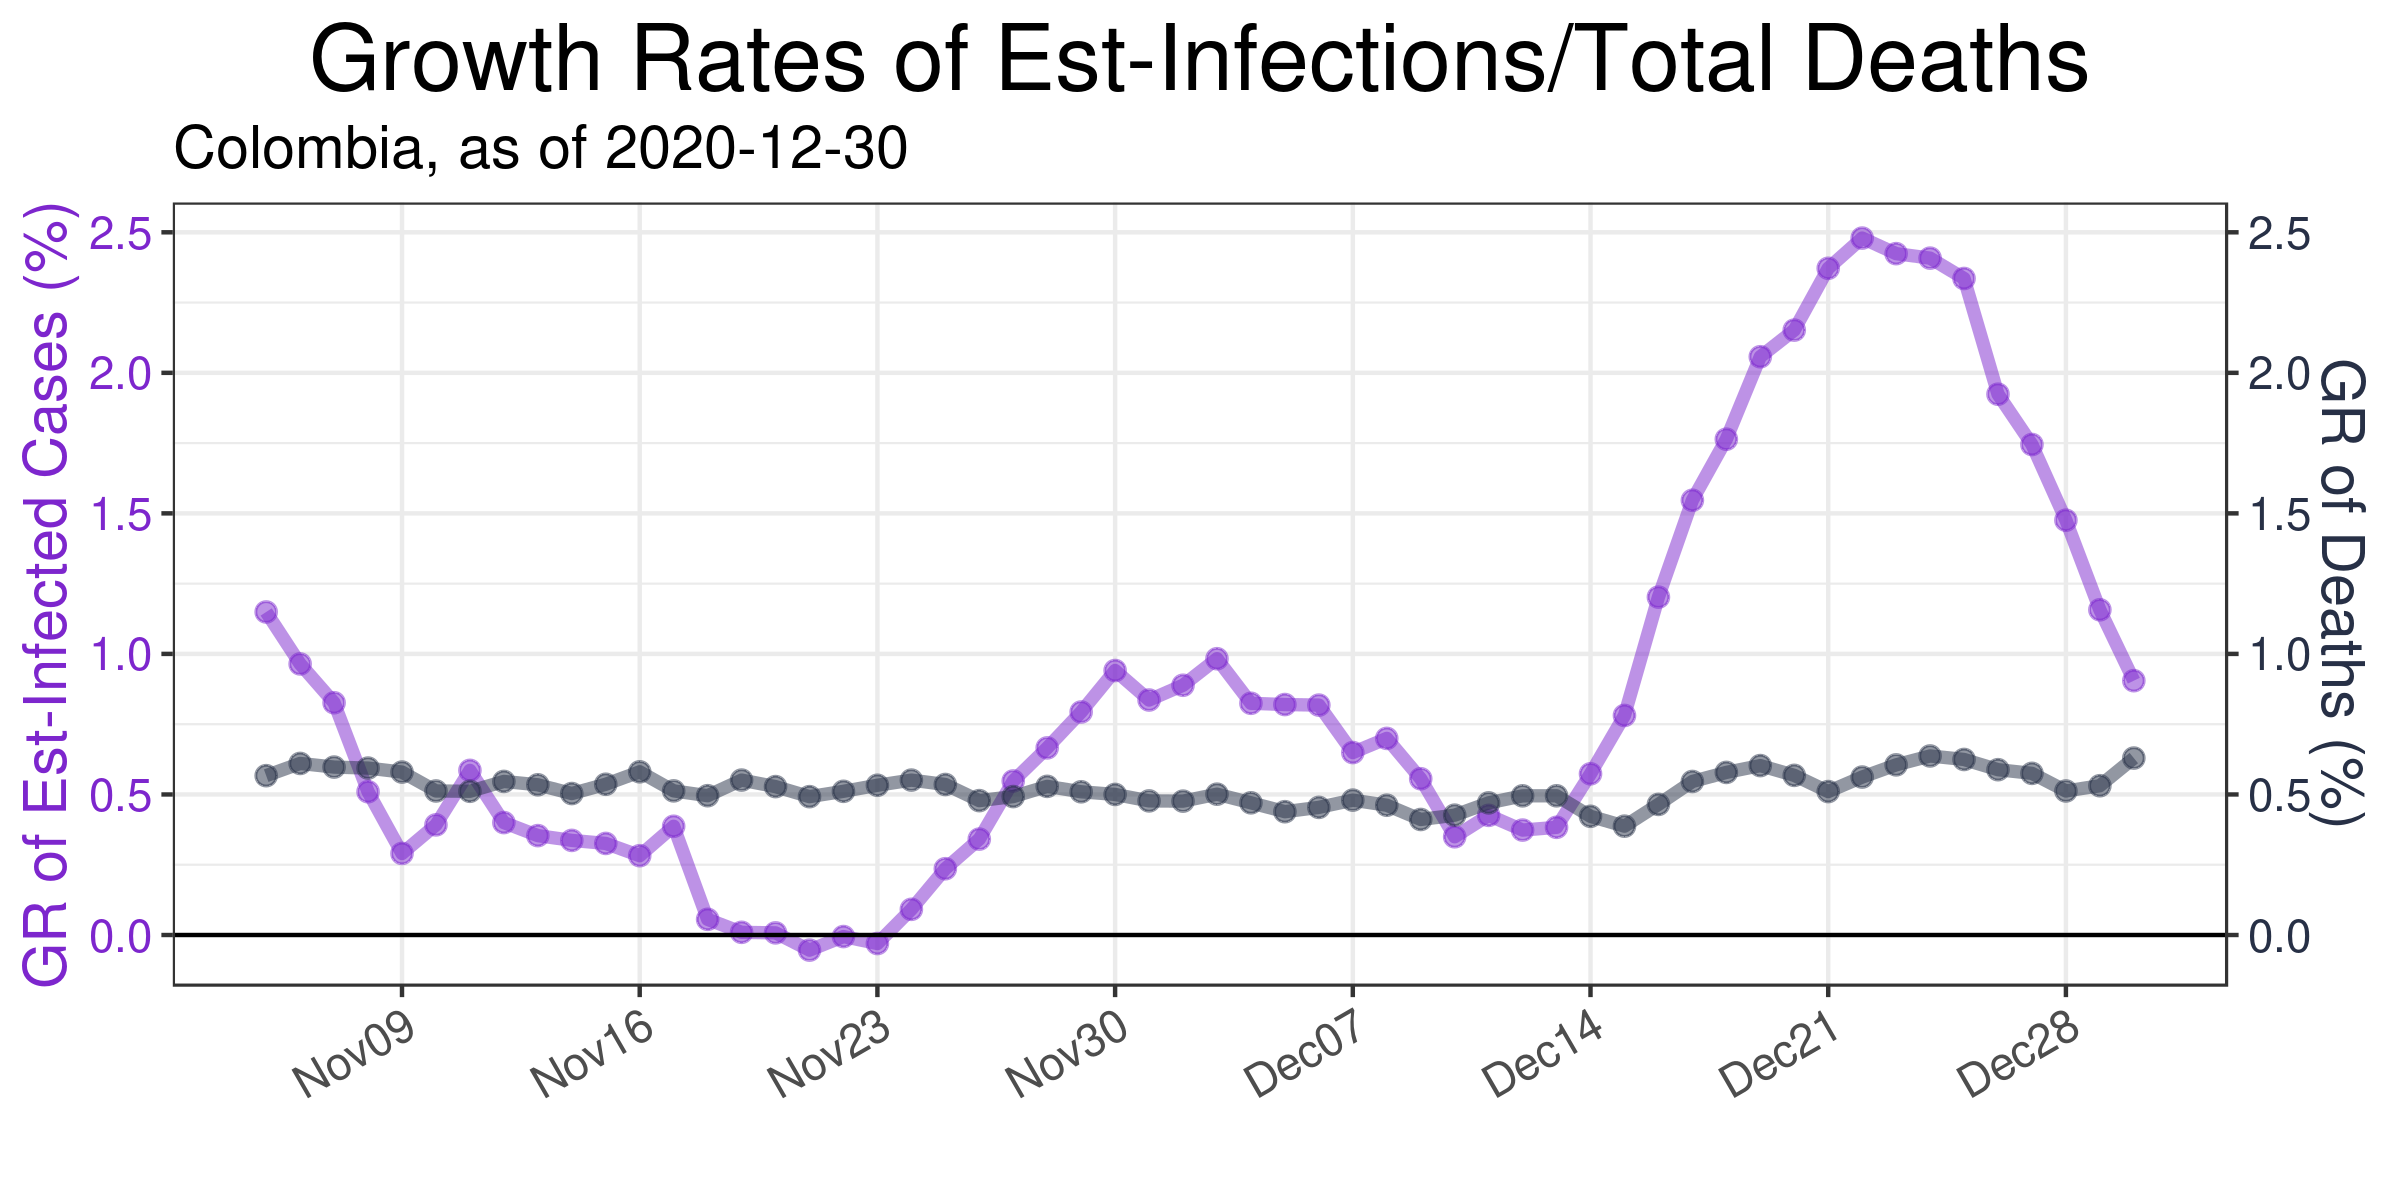 Growth Rates of Est-Infections/Total Deaths
Colombia, as of 2020-12-30
GR of Est-Infected Cases (%)
2.5
2.0
1.5
1.0
0.5
0.0
2.5
2.0
1.5
1.0
0.5
0.0
GR of Deaths (%)
Nov09
Nov16
Nov23
Nov30
Dec07
Dec14
Dec21
Dec28